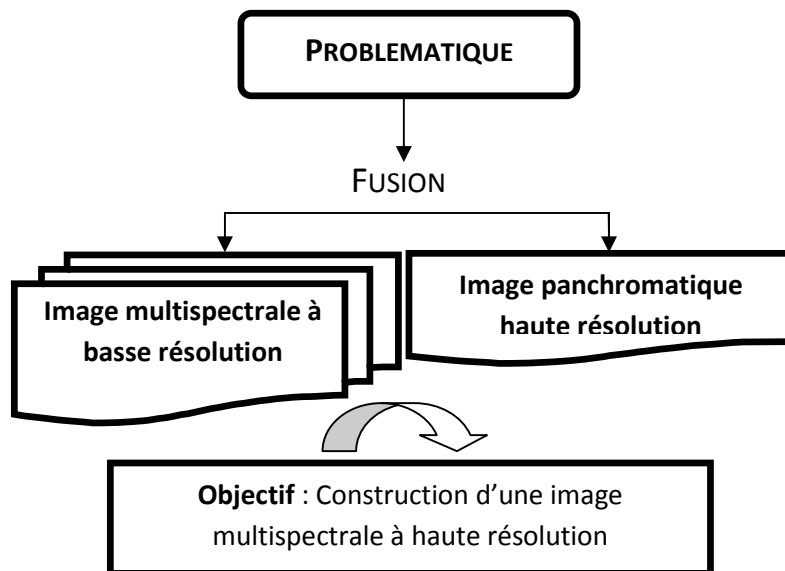 PROBLEMATIQUE
FUSION
Image multispectrale à
basse résolution
Image panchromatique
haute résolution
Objectif : Construction d’une image
multispectrale à haute résolution